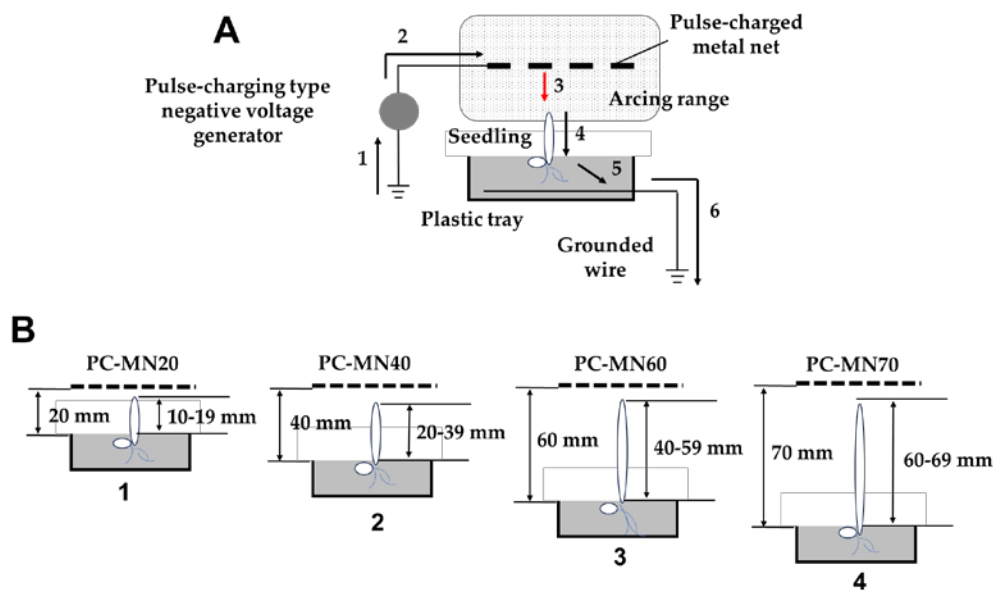 A
Pulse-charging type
negative voltage
generator
1
2
Pulse-charged
metal net
3
Arcing range
Seedling
4
5
6
Plastic tray
Grounded
wire
B
PC-MN20
20 mm
10-19 mm
1
PC-MN40
40 mm
20-39 mm
2
PC-MN60
60 mm
40-59 mm
3
PC-MN70
70 mm
60-69 mm
4